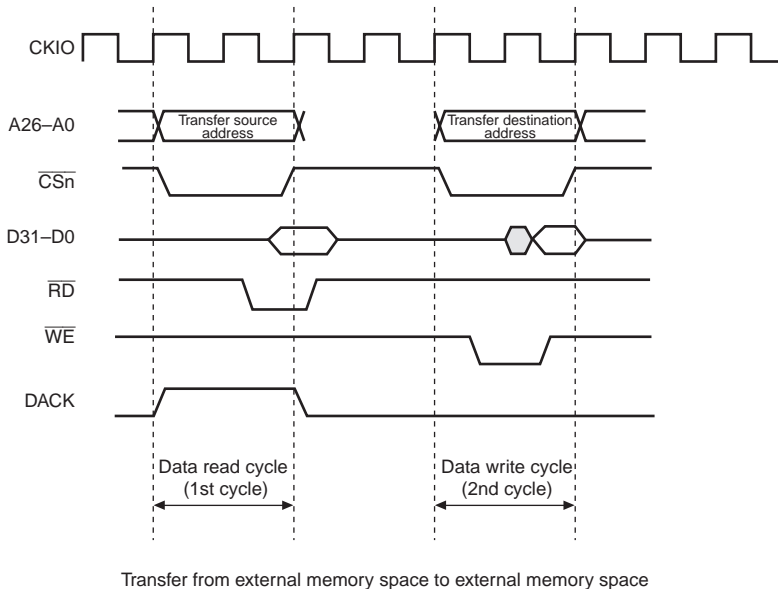 CKIO
A26–A0
Transfer source
address
Transfer destination
address
CSn
D31–D0
RD
WE
DACK
Data read cycle
(1st cycle)
Data write cycle
(2nd cycle)
Transfer from external memory space to external memory space